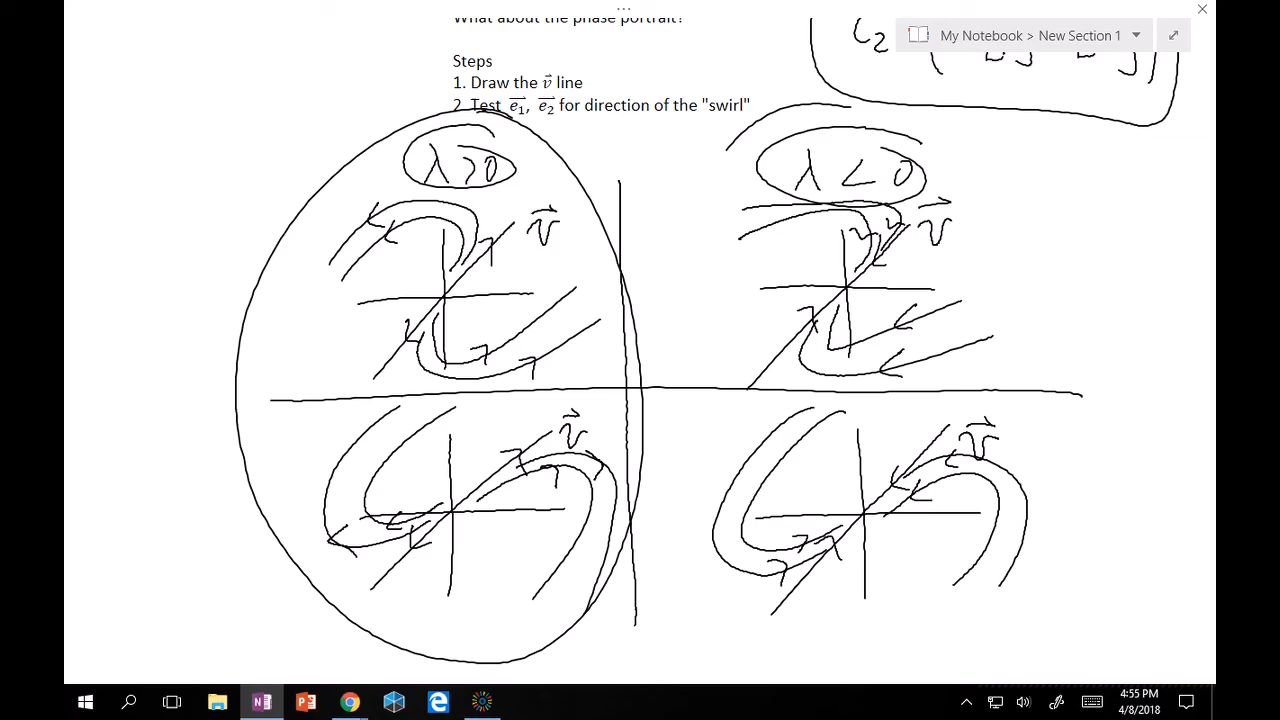 What about the phase portrait?
My Notebook > New Section 1
Steps
1. Draw the v⃗ line
2. Test e₁⃗, e₂⃗ for direction of the "swirl"
λ>0
λ<0
v⃗
v⃗
v⃗
v⃗
4:55 PM
4/8/2018